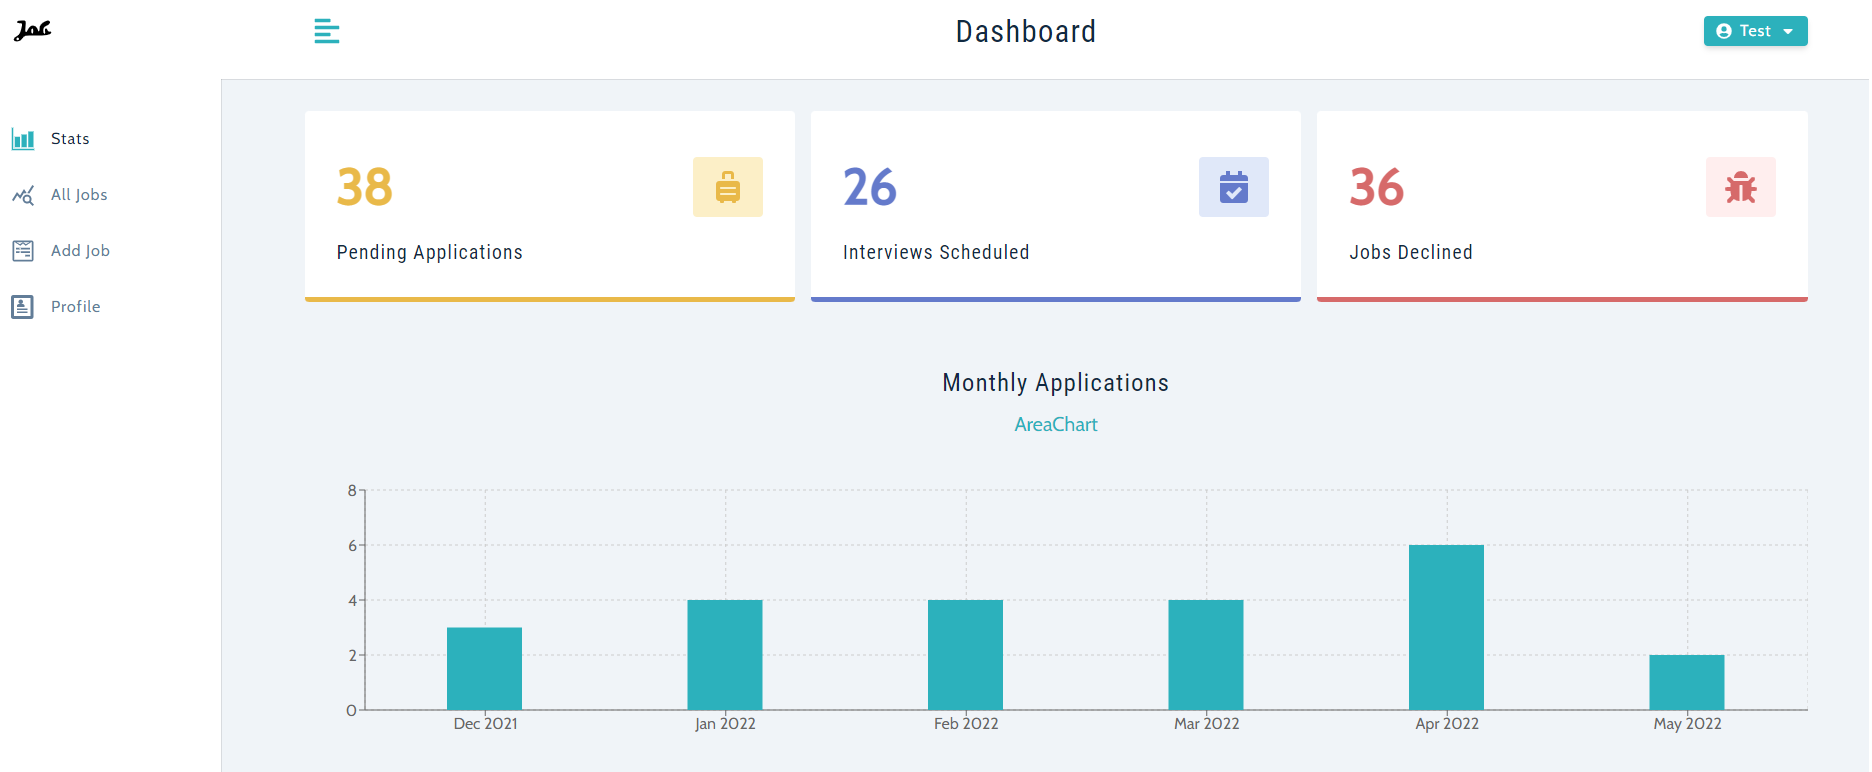 Dashboard
Test
Stats
All Jobs
Add Job
Profile
38
Pending Applications
26
Interviews Scheduled
36
Jobs Declined
Monthly Applications
AreaChart
8
6
4
2
0
Dec 2021 Jan 2022 Feb 2022 Mar 2022 Apr 2022 May 2022